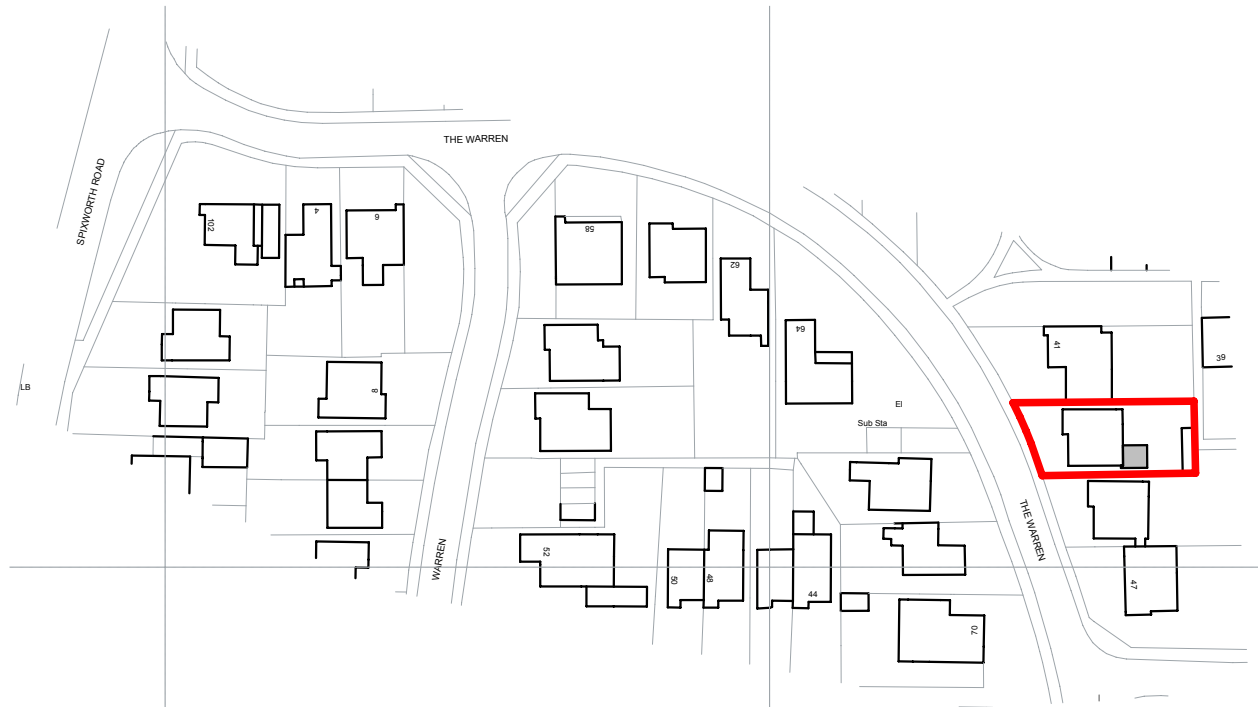 THE WARREN
SPIXWORTH ROAD
102
4
6
58
62
64
41
39
LB
8
El
Sub Sta
THE WARREN
WARREN
52
50
48
44
47
70